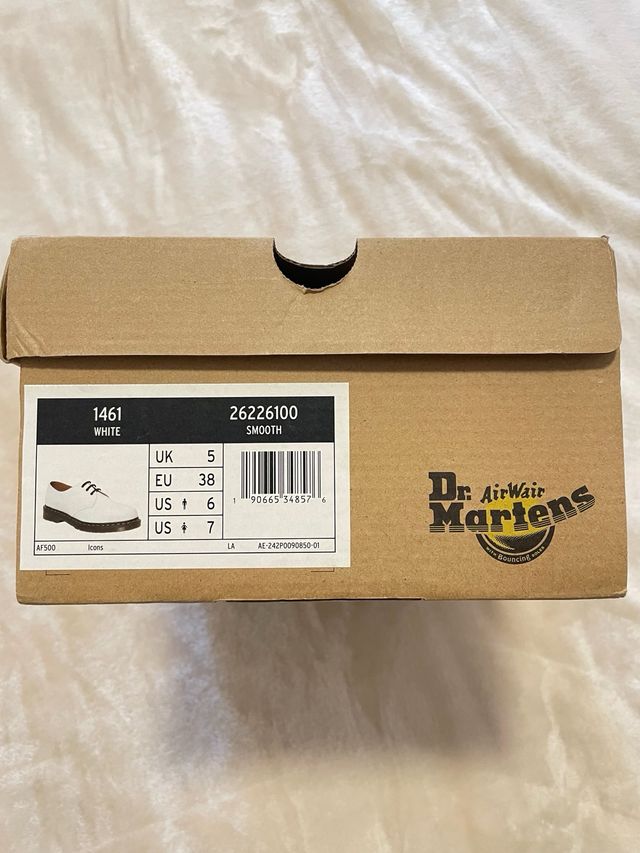 1461
WHITE
26226100
SMOOTH
UK 5
EU 38
US 6
US 7
1 90665 34857 6
AF500 Icons LA AE-242P0090850-01
Dr. AirWair
Martens
WITH Bouncing SOLES